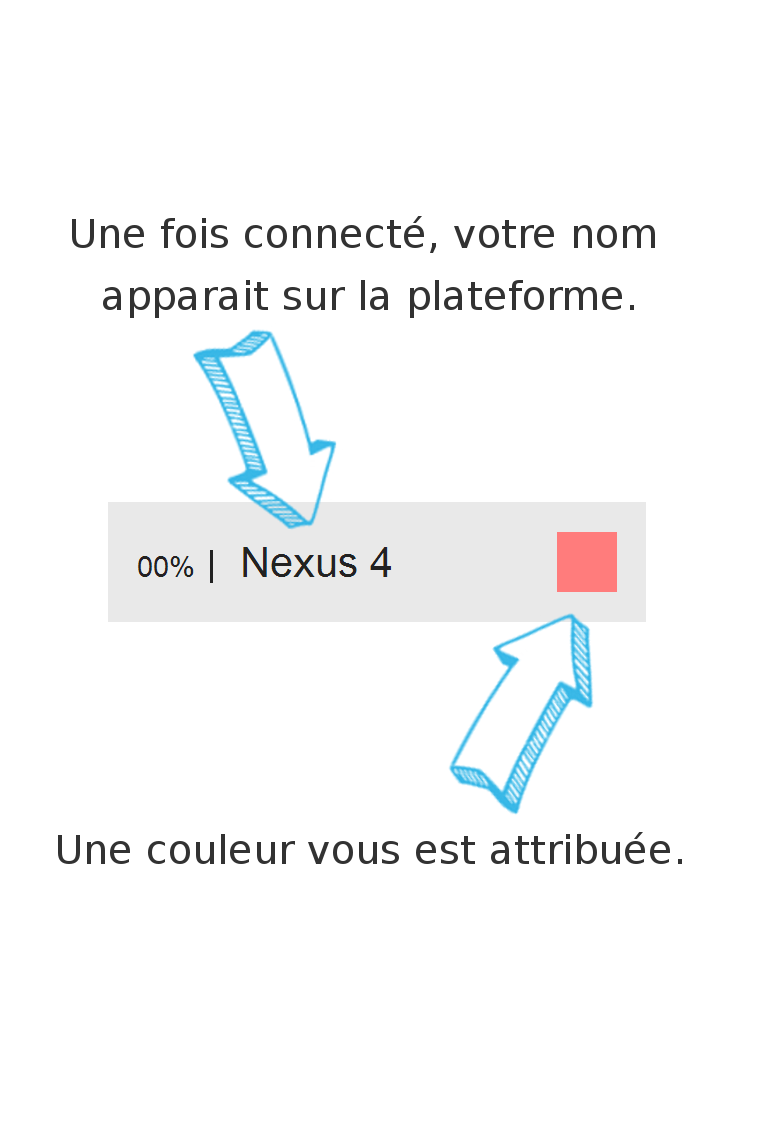 Une fois connecté, votre nom
apparait sur la plateforme.
00% | Nexus 4
Une couleur vous est attribuée.